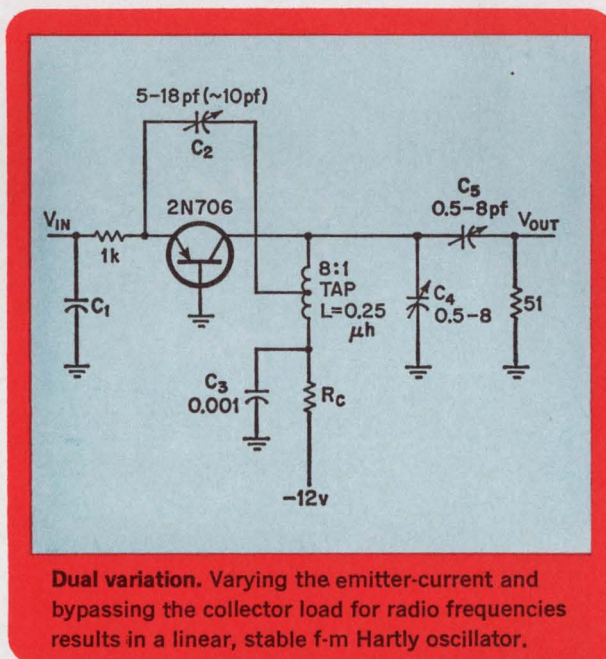 5-18pf (~10pf)
C2
VIN
1k
2N706
C1
8:1
TAP
L=0.25
μh
C3
0.001
RC
-12v
C5
0.5-8pf
VOUT
C4
0.5-8
51
Dual variation. Varying the emitter-current and
bypassing the collector load for radio frequencies
results in a linear, stable f-m Hartly oscillator.